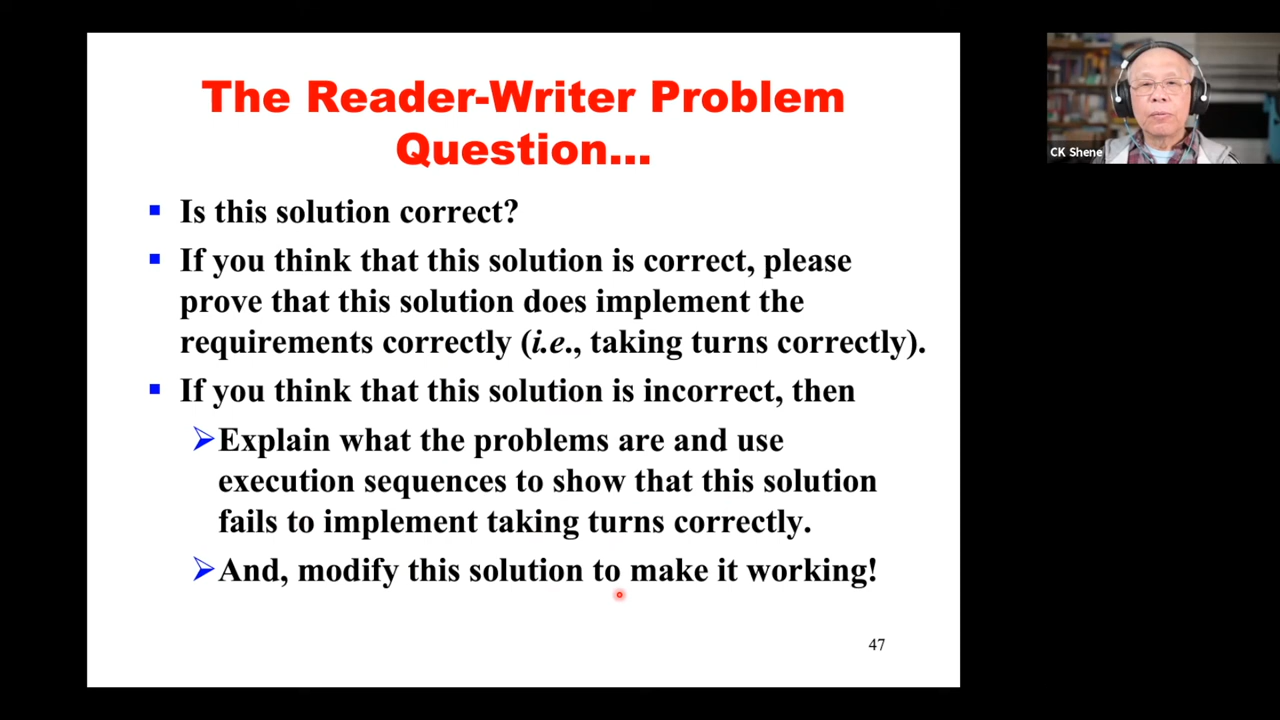 The Reader-Writer Problem
Question...
Is this solution correct?
If you think that this solution is correct, please
prove that this solution does implement the
requirements correctly (i.e., taking turns correctly).
If you think that this solution is incorrect, then
Explain what the problems are and use
execution sequences to show that this solution
fails to implement taking turns correctly.
And, modify this solution to make it working!
47
CK Shene